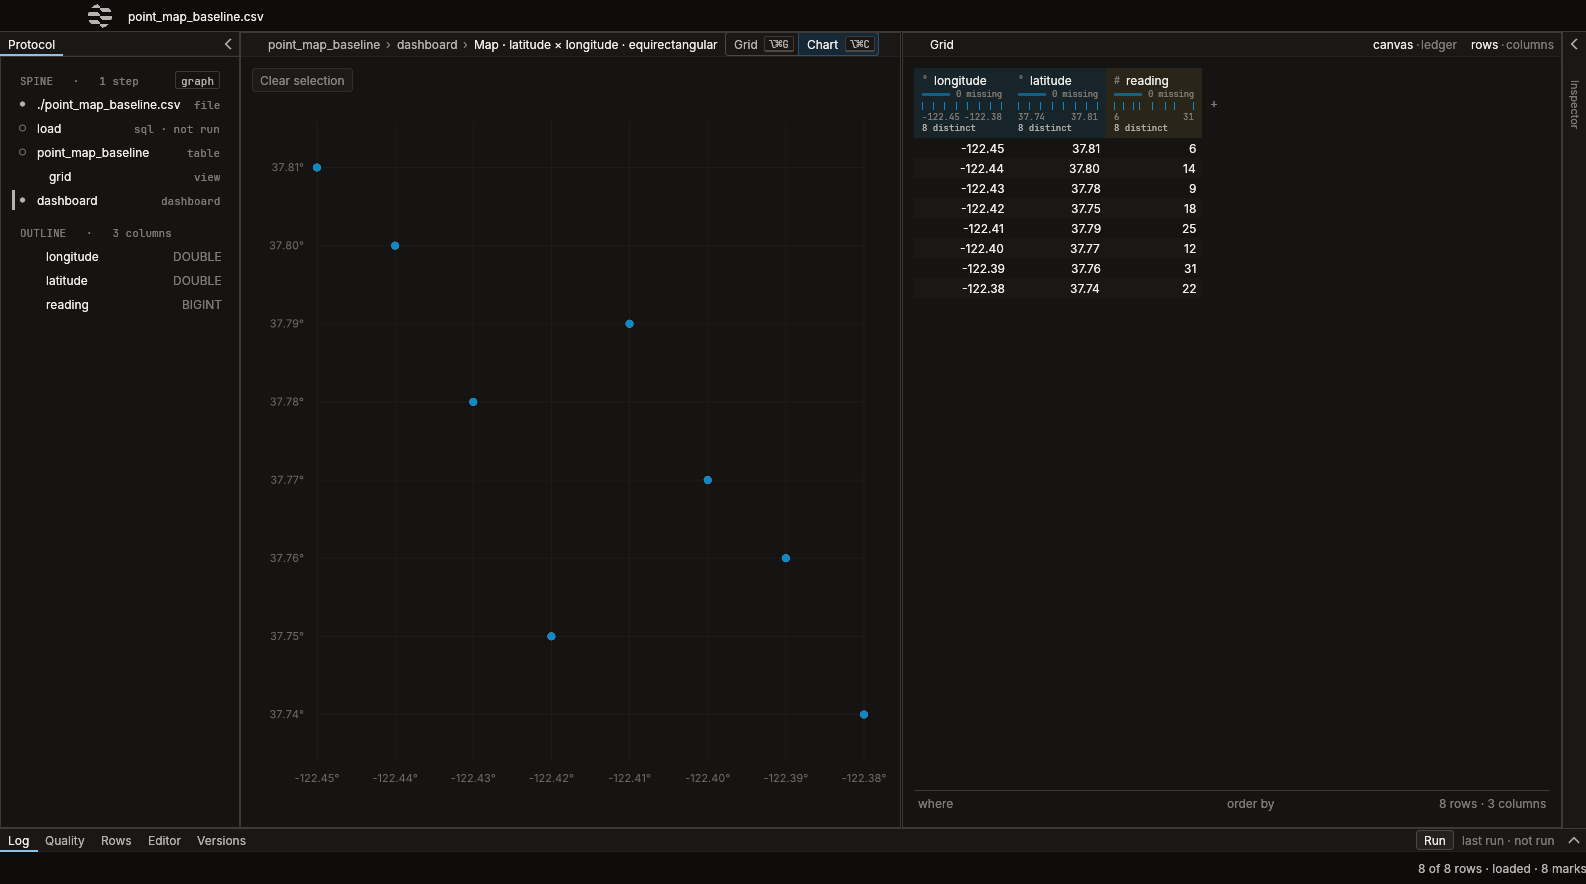 point_map_baseline.csv
Protocol
SPINE · 1 step graph
./point_map_baseline.csv file
load sql · not run
point_map_baseline table
grid view
dashboard dashboard
OUTLINE · 3 columns
longitude DOUBLE
latitude DOUBLE
reading BIGINT
point_map_baseline › dashboard › Map · latitude × longitude · equirectangular Grid ⌥⌘G Chart ⌥⌘C
Clear selection
37.81°
37.80°
37.79°
37.78°
37.77°
37.76°
37.75°
37.74°
-122.45° -122.44° -122.43° -122.42° -122.41° -122.40° -122.39° -122.38°
Grid canvas · ledger rows · columns
° longitude ° latitude # reading
0 missing 0 missing 0 missing
-122.45 -122.38 37.74 37.81 6 31
8 distinct 8 distinct 8 distinct
+
-122.45 37.81 6
-122.44 37.80 14
-122.43 37.78 9
-122.42 37.75 18
-122.41 37.79 25
-122.40 37.77 12
-122.39 37.76 31
-122.38 37.74 22
where order by 8 rows · 3 columns
Inspector
Log Quality Rows Editor Versions Run last run · not run
8 of 8 rows · loaded · 8 marks